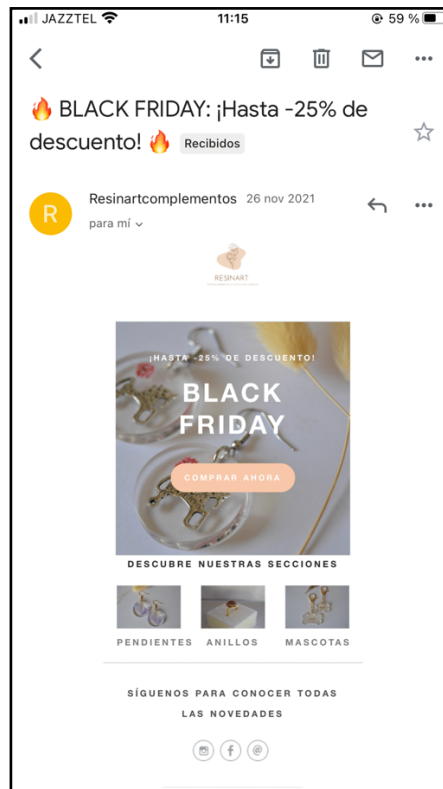 JAZZTEL 11:15 59 %
🔥 BLACK FRIDAY: ¡Hasta -25% de
descuento! 🔥 Recibidos
R
Resinartcomplementos 26 nov 2021
para mí
RESINART
¡HASTA -25% DE DESCUENTO!
BLACK
FRIDAY
COMPRAR AHORA
DESCUBRE NUESTRAS SECCIONES
PENDIENTES ANILLOS MASCOTAS
SÍGUENOS PARA CONOCER TODAS
LAS NOVEDADES